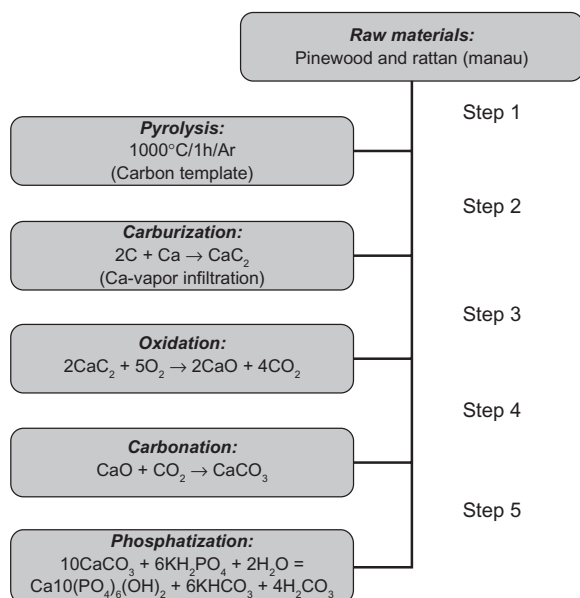 Raw materials:
Pinewood and rattan (manau)
Step 1
Pyrolysis:
1000°C/1h/Ar
(Carbon template)
Step 2
Carburization:
2C + Ca → CaC₂
(Ca-vapor infiltration)
Step 3
Oxidation:
2CaC₂ + 5O₂ → 2CaO + 4CO₂
Step 4
Carbonation:
CaO + CO₂ → CaCO₃
Step 5
Phosphatization:
10CaCO₃ + 6KH₂PO₄ + 2H₂O =
Ca10(PO₄)₆(OH)₂ + 6KHCO₃ + 4H₂CO₃